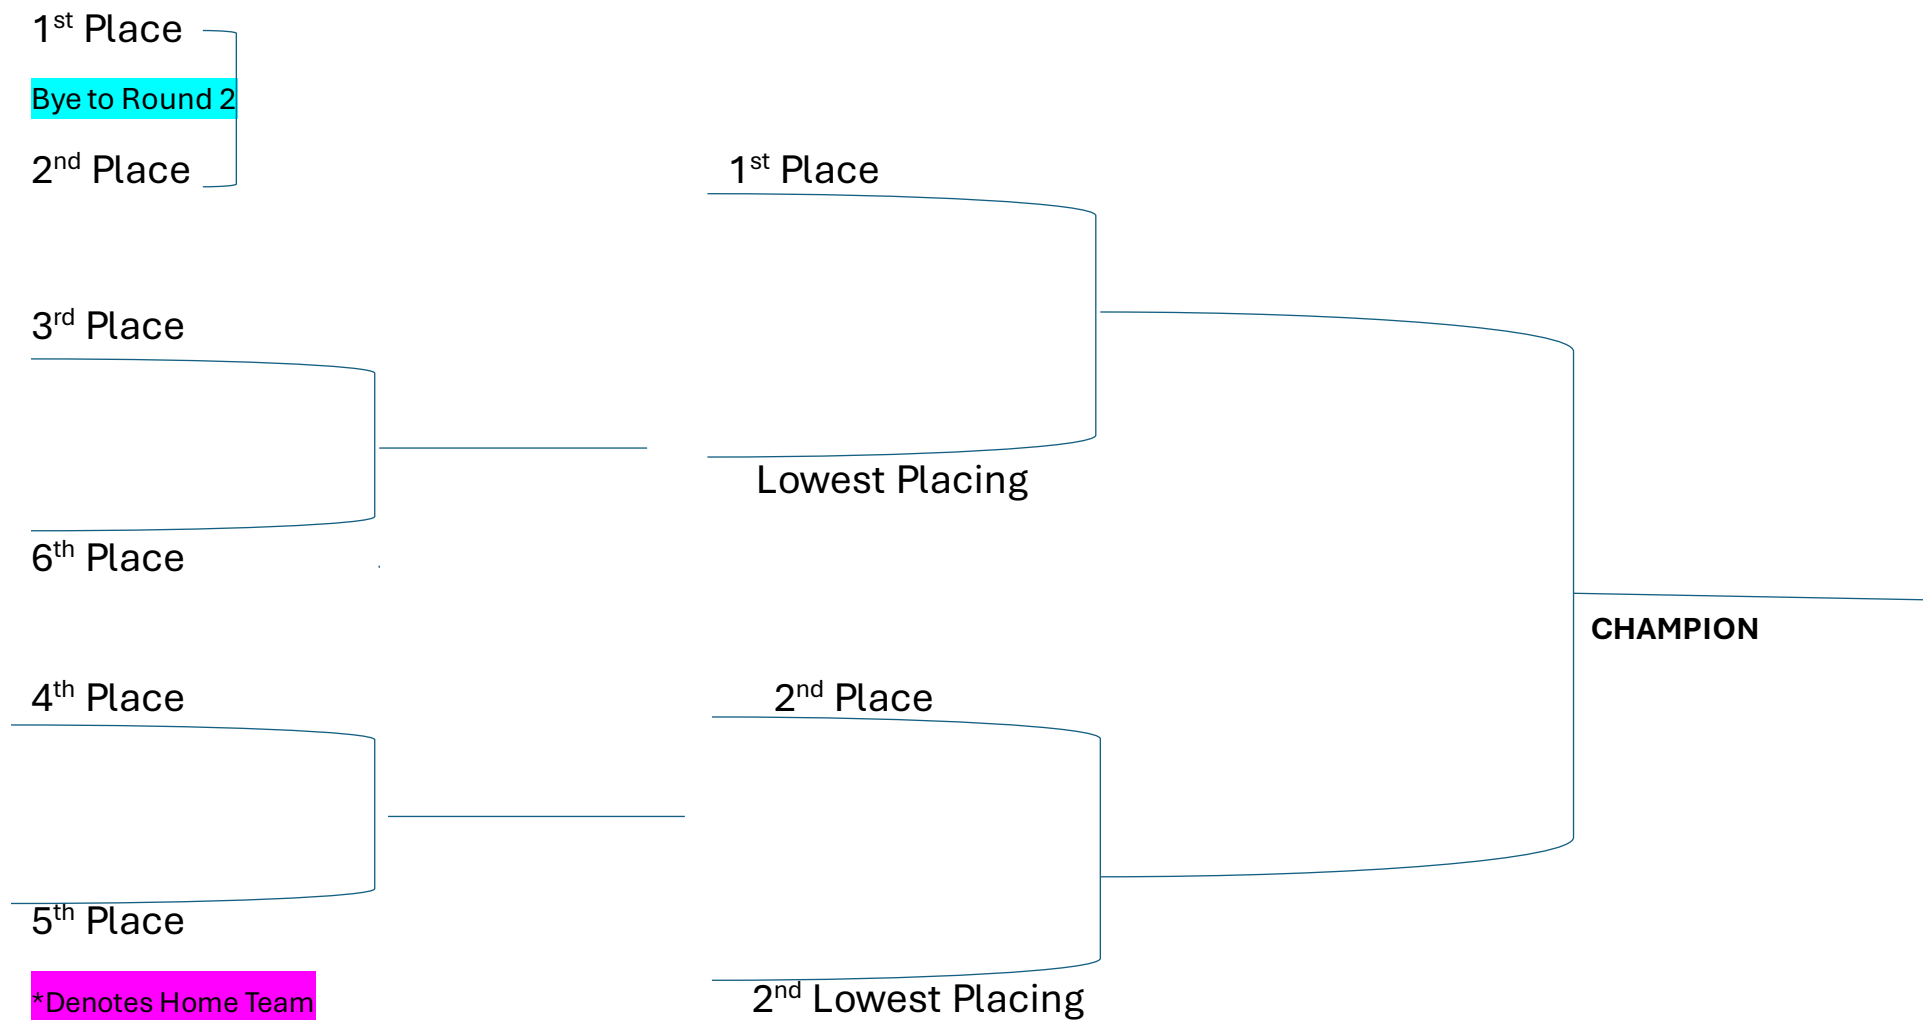 1st Place
Bye to Round 2
2nd Place
3rd Place
6th Place
4th Place
5th Place
*Denotes Home Team
1st Place
Lowest Placing
2nd Place
2nd Lowest Placing
CHAMPION